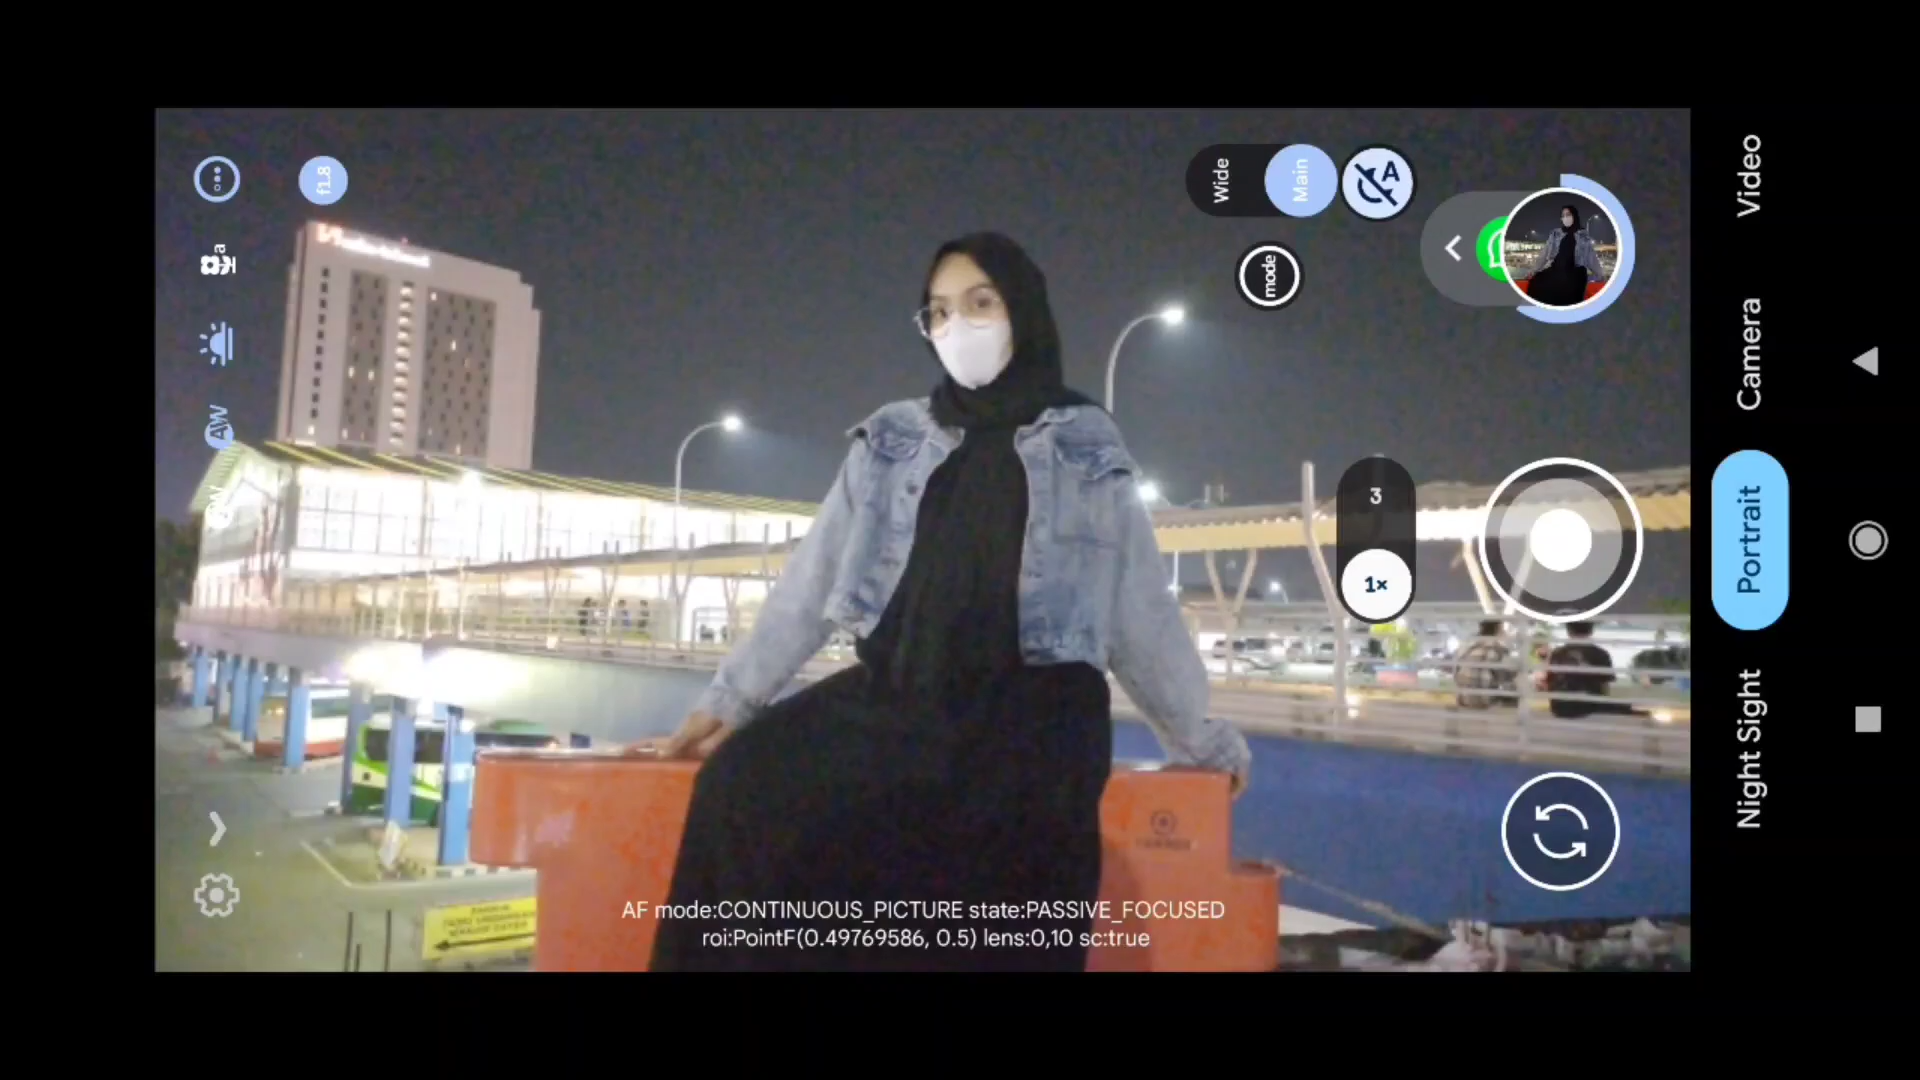 f1.8
Wide
Main
A
mode
3
1×
Video
Camera
Portrait
Night Sight
AW
AF mode:CONTINUOUS_PICTURE state:PASSIVE_FOCUSED
roi:PointF(0.49769586, 0.5) lens:0,10 sc:true